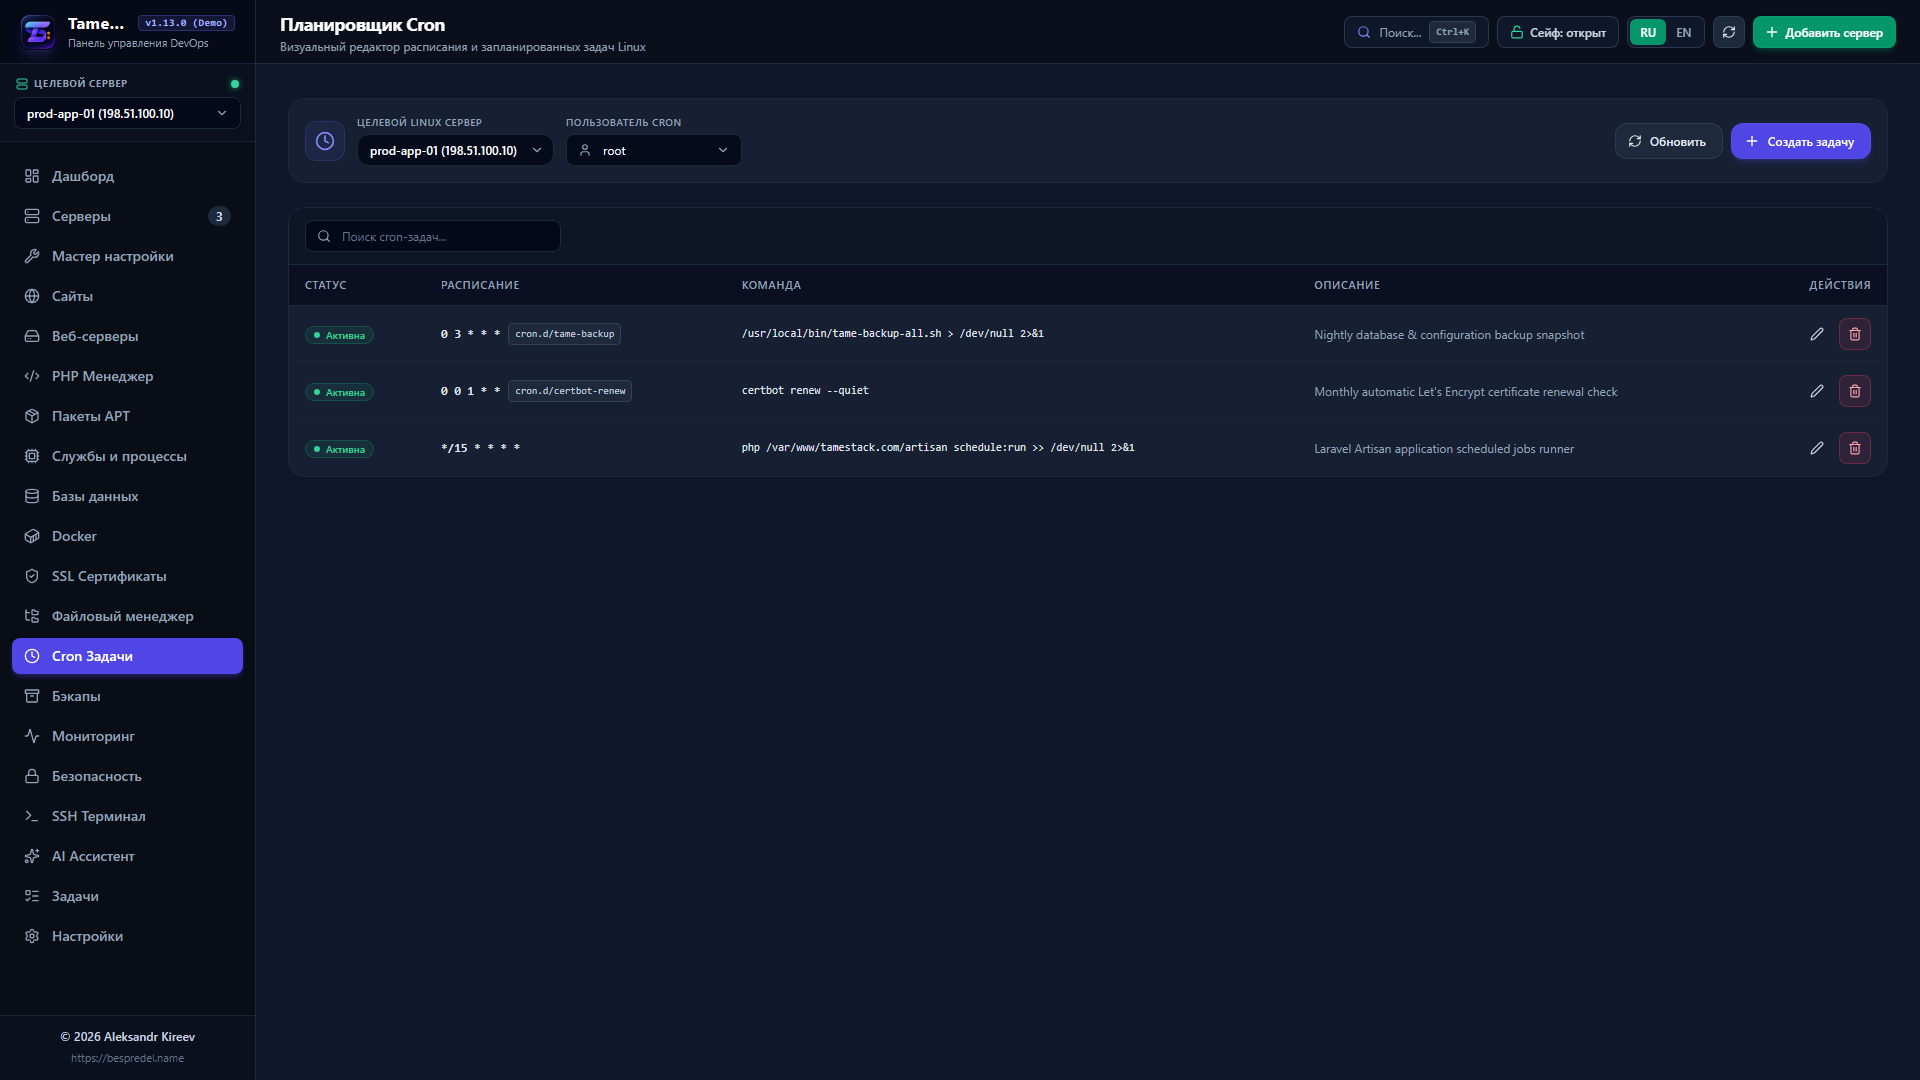 Tame...
v1.13.0 (Demo)
Панель управления DevOps
ЦЕЛЕВОЙ СЕРВЕР
prod-app-01 (198.51.100.10)
Дашборд
Серверы
3
Мастер настройки
Сайты
Веб-серверы
PHP Менеджер
Пакеты APT
Службы и процессы
Базы данных
Docker
SSL Сертификаты
Файловый менеджер
Cron Задачи
Бэкапы
Мониторинг
Безопасность
SSH Терминал
AI Ассистент
Задачи
Настройки
© 2026 Aleksandr Kireev
https://bespredel.name
Планировщик Cron
Визуальный редактор расписания и запланированных задач Linux
Поиск...
Ctrl+K
Сейф: открыт
RU
EN
Добавить сервер
ЦЕЛЕВОЙ LINUX СЕРВЕР
prod-app-01 (198.51.100.10)
ПОЛЬЗОВАТЕЛЬ CRON
root
Обновить
Создать задачу
Поиск cron-задач...
СТАТУС РАСПИСАНИЕ КОМАНДА ОПИСАНИЕ ДЕЙСТВИЯ
Активна 0 3 * * * cron.d/tame-backup /usr/local/bin/tame-backup-all.sh > /dev/null 2>&1 Nightly database & configuration backup snapshot
Активна 0 0 1 * * cron.d/certbot-renew certbot renew --quiet Monthly automatic Let's Encrypt certificate renewal check
Активна */15 * * * * php /var/www/tamestack.com/artisan schedule:run >> /dev/null 2>&1 Laravel Artisan application scheduled jobs runner